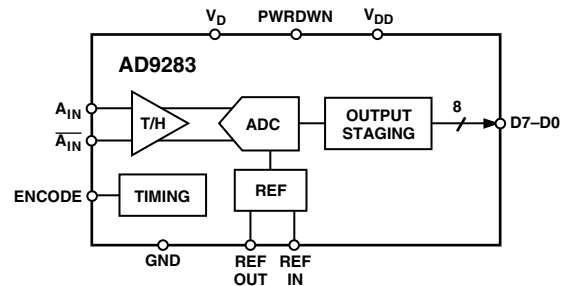 V_D PWRDWN V_DD
AD9283
A_IN
T/H
ADC
OUTPUT
STAGING
8
D7–D0
A̅_I̅N̅
ENCODE
TIMING
REF
GND
REF
OUT
REF
IN